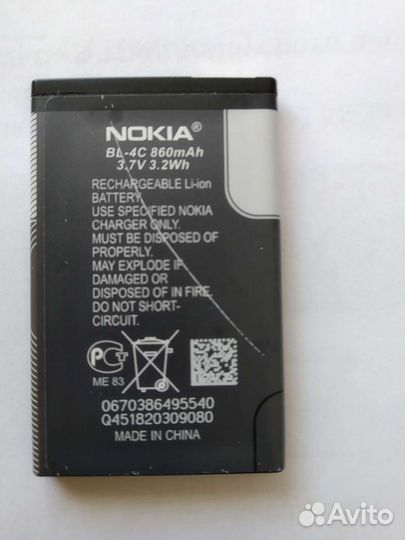 NOKIA®
BL-4C 860mAh
3.7V 3.2Wh
RECHARGEABLE Li-ion
BATTERY.
USE SPECIFIED NOKIA
CHARGER ONLY.
MUST BE DISPOSED OF
PROPERLY.
MAY EXPLODE IF
DAMAGED OR
DISPOSED OF IN FIRE.
DO NOT SHORT-
CIRCUIT.
ME 83
0670386495540
Q451820309080
MADE IN CHINA
Avito